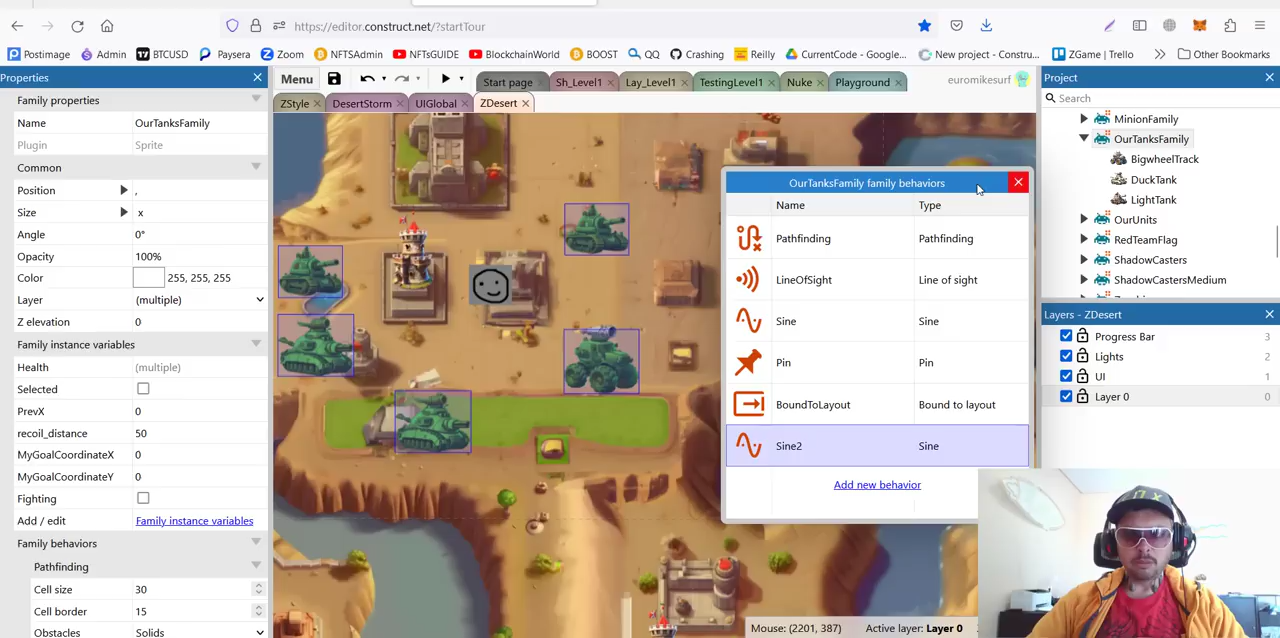 https://editor.construct.net/?startTour
Postimage Admin BTCUSD Paysera Zoom NFTSAdmin NFTsGUIDE BlockchainWorld BOOST QQ Crashing Reilly CurrentCode - Google... New project - Constru... ZGame | Trello Other Bookmarks
Properties
Menu
Start page Sh_Level1 Lay_Level1 TestingLevel1 Nuke Playground
euromikesurf
ZStyle DesertStorm UIGlobal ZDesert
Family properties
Name OurTanksFamily
Plugin Sprite
Common
Position ,
Size x
Angle 0°
Opacity 100%
Color 255, 255, 255
Layer (multiple)
Z elevation 0
Family instance variables
Health (multiple)
Selected
PrevX 0
recoil_distance 50
MyGoalCoordinateX 0
MyGoalCoordinateY 0
Fighting
Add / edit Family instance variables
Family behaviors
Pathfinding
Cell size 30
Cell border 15
Obstacles Solids
OurTanksFamily family behaviors
Name Type
Pathfinding Pathfinding
LineOfSight Line of sight
Sine Sine
Pin Pin
BoundToLayout Bound to layout
Sine2 Sine
Add new behavior
Mouse: (2201, 387) Active layer: Layer 0
Project
Search
MinionFamily
OurTanksFamily
BigwheelTrack
DuckTank
LightTank
OurUnits
RedTeamFlag
ShadowCasters
ShadowCastersMedium
Layers - ZDesert
Progress Bar 3
Lights 2
UI 1
Layer 0 0